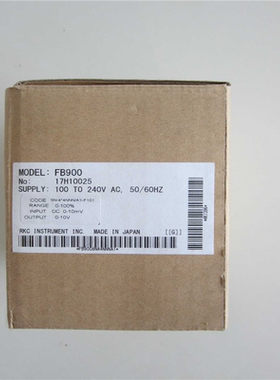 MODEL: FB900
No: 17H10025
SUPPLY: 100 TO 240V AC, 50/60HZ
CODE
RANGE 0.100%
INPUT DC 0-10mV
OUTPUT 0-10V
RKC INSTRUMENT INC. MADE IN JAPAN [[G]]